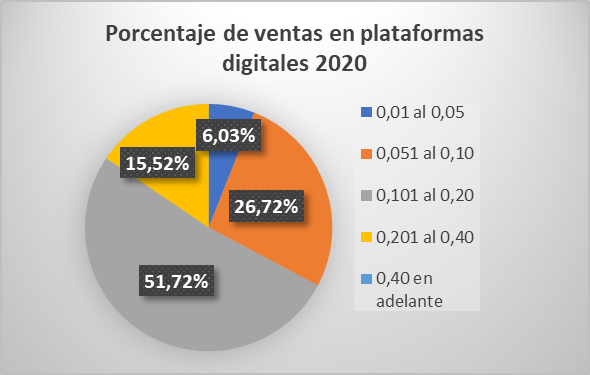 Porcentaje de ventas en plataformas
digitales 2020
6,03%
15,52%
26,72%
51,72%
0,01 al 0,05
0,051 al 0,10
0,101 al 0,20
0,201 al 0,40
0,40 en
adelante